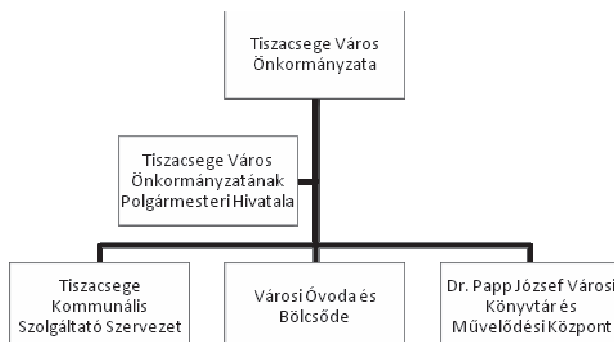 Tiszacsege Város
Önkormányzata
Tiszacsege Város
Önkormányzatának
Polgármesteri Hivatala
Tiszacsege
Kommunális
Szolgáltató Szervezet
Városi Óvoda és
Bölcsőde
Dr. Papp József Városi
Könyvtár és
Művelődési Központ